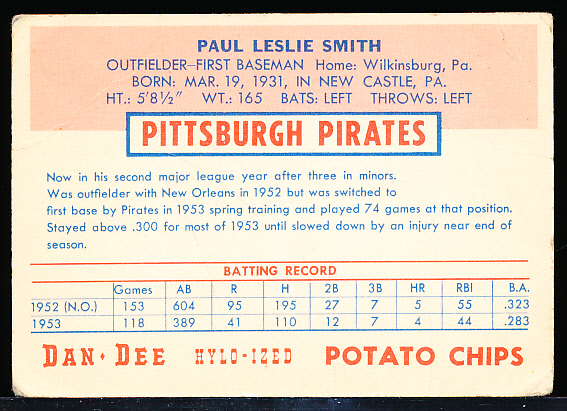 PAUL LESLIE SMITH
OUTFIELDER—FIRST BASEMAN Home: Wilkinsburg, Pa.
BORN: MAR. 19, 1931, IN NEW CASTLE, PA.
HT.: 5'8½" WT.: 165 BATS: LEFT THROWS: LEFT
PITTSBURGH PIRATES
Now in his second major league year after three in minors.
Was outfielder with New Orleans in 1952 but was switched to
first base by Pirates in 1953 spring training and played 74 games at that position.
Stayed above .300 for most of 1953 until slowed down by an injury near end of
season.
BATTING RECORD
Games AB R H 2B 3B HR RBI B.A.
1952 (N.O.) 153 604 95 195 27 7 5 55 .323
1953 118 389 41 110 12 7 4 44 .283
DAN·DEE HYLO-IZED POTATO CHIPS